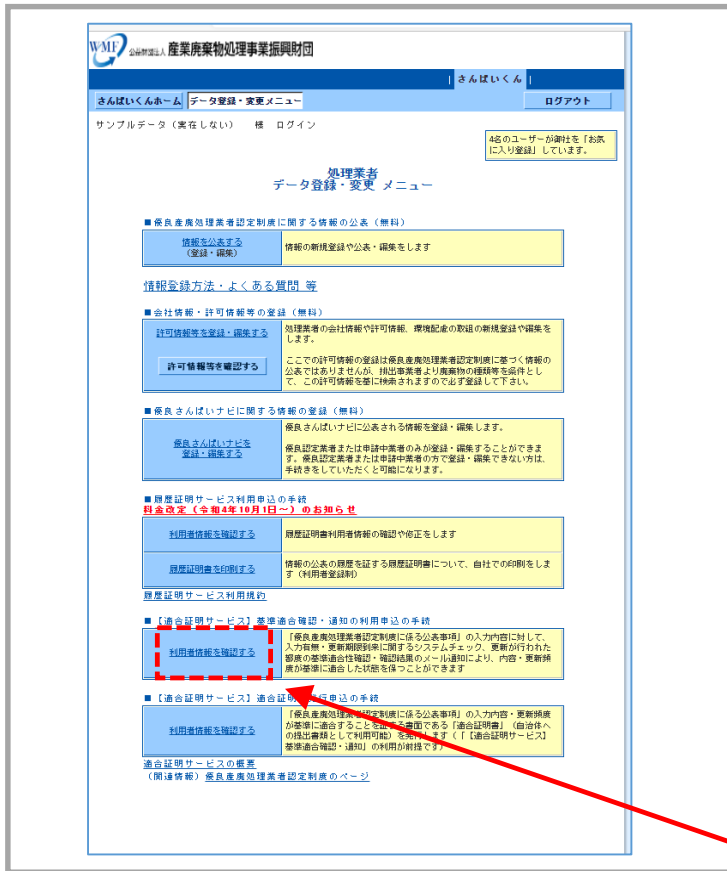 WMF 公益財団法人 産業廃棄物処理事業振興財団
| さんぱいくん |
さんぱいくんホーム データ登録・変更メニュー ログアウト
サンプルデータ（実在しない） 様 ログイン
4名のユーザーが御社を「お気
に入り登録」しています。
処理業者
データ登録・変更 メニュー
■優良産廃処理業者認定制度に関する情報の公表（無料）
情報を公表する
（登録・編集）
情報の新規登録や公表・編集をします
情報登録方法・よくある質問 等
■会社情報・許可情報等の登録（無料）
許可情報等を登録・編集する
許可情報等を確認する
処理業者の会社情報や許可情報、環境配慮の取組の新規登録や編集を
します。
ここでの許可情報の登録は優良産廃処理業者認定制度に基づく情報の
公表ではありませんが、排出事業者より廃棄物の種類等を条件とし
て、この許可情報を基に検索されますので必ず登録して下さい。
■優良さんぱいナビに関する情報の登録（無料）
優良さんぱいナビを
登録・編集する
優良さんぱいナビに公表される情報を登録・編集します。
優良認定業者または申請中業者のみが登録・編集することができま
す。優良認定業者または申請中業者の方で登録・編集できない方は、
手続きをしていただくと可能になります。
■履歴証明サービス利用申込の手続
料金改定（令和4年10月1日～）のお知らせ
利用者情報を確認する
履歴証明書利用者情報の確認や修正をします
履歴証明書を印刷する
情報の公表の履歴を証する履歴証明書について、自社での印刷をしま
す（利用者登録制）
履歴証明サービス利用規約
■【適合証明サービス】基準適合確認・通知の利用申込の手続
利用者情報を確認する
「優良産廃処理業者認定制度に係る公表事項」の入力内容に対して、
入力有無・更新期限到来に関するシステムチェック、更新が行われた
都度の基準適合性確認・確認結果のメール通知により、内容・更新頻
度が基準に適合した状態を保つことができます
■【適合証明サービス】適合証明 行申込の手続
利用者情報を確認する
「優良産廃処理業者認定制度に係る公表事項」の入力内容・更新頻度
が基準に適合することを証する書面である「適合証明書」（自治体へ
の提出書類として利用可能）を発行します（「【適合証明サービス】
基準適合確認・通知」の利用が前提です）
適合証明サービスの概要
（関連情報）優良産廃処理業者認定制度のページ